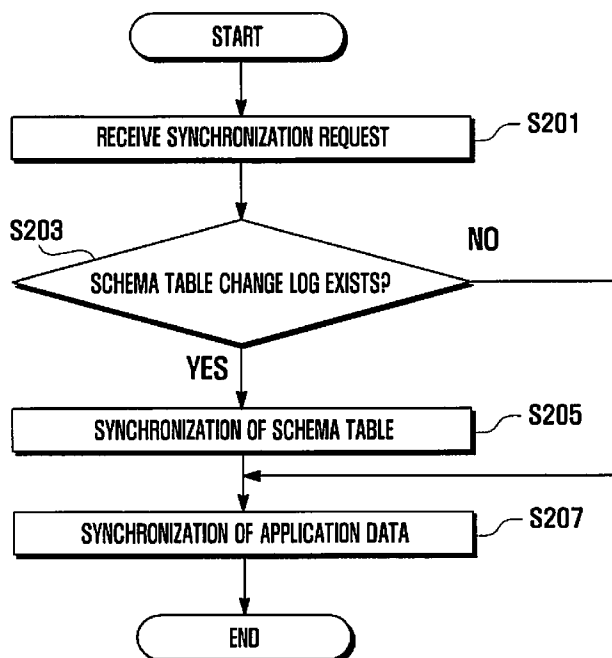 START
RECEIVE SYNCHRONIZATION REQUEST
S201
S203
SCHEMA TABLE CHANGE LOG EXISTS?
NO
YES
SYNCHRONIZATION OF SCHEMA TABLE
S205
SYNCHRONIZATION OF APPLICATION DATA
S207
END